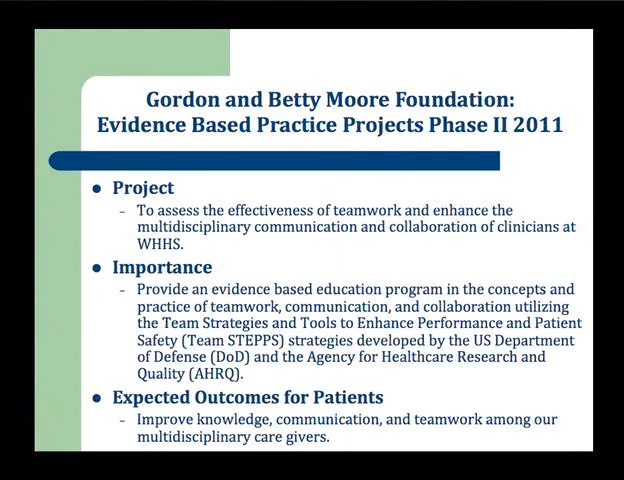 Gordon and Betty Moore Foundation:
Evidence Based Practice Projects Phase II 2011
● Project
– To assess the effectiveness of teamwork and enhance the
multidisciplinary communication and collaboration of clinicians at
WHHS.
● Importance
– Provide an evidence based education program in the concepts and
practice of teamwork, communication, and collaboration utilizing
the Team Strategies and Tools to Enhance Performance and Patient
Safety (Team STEPPS) strategies developed by the US Department
of Defense (DoD) and the Agency for Healthcare Research and
Quality (AHRQ).
● Expected Outcomes for Patients
– Improve knowledge, communication, and teamwork among our
multidisciplinary care givers.